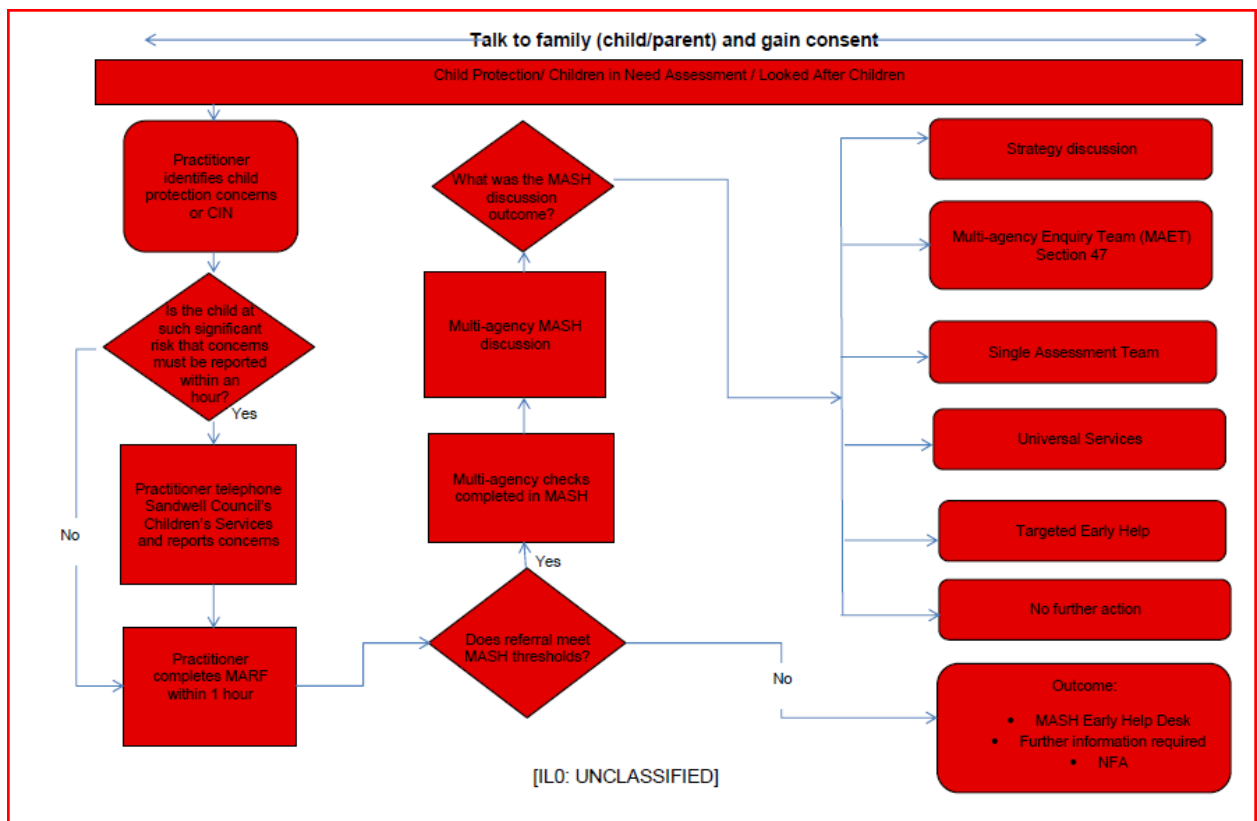 Talk to family (child/parent) and gain consent
Child Protection/ Children in Need Assessment / Looked After Children
Practitioner
identifies child
protection concerns
or CIN
Is the child at
such significant
risk that concerns
must be reported
within an
hour?
Yes
No
Practitioner telephone
Sandwell Council's
Children's Services
and reports concerns
Practitioner
completes MARF
within 1 hour
Does referral meet
MASH thresholds?
Yes
No
Multi-agency checks
completed in MASH
Multi-agency MASH
discussion
What was the MASH
discussion
outcome?
Strategy discussion
Multi-agency Enquiry Team (MAET)
Section 47
Single Assessment Team
Universal Services
Targeted Early Help
No further action
Outcome:
• MASH Early Help Desk
• Further information required
• NFA
[IL0: UNCLASSIFIED]